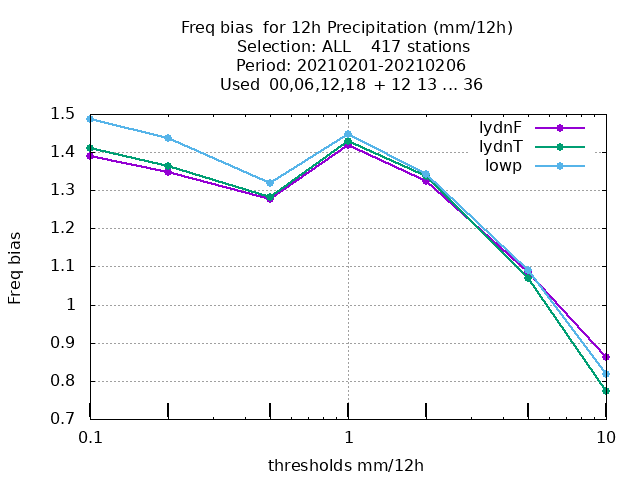 Freq bias  for 12h Precipitation (mm/12h)
Selection: ALL    417 stations
Period: 20210201-20210206
Used  00,06,12,18  + 12 13 ... 36
1.5
1.4
1.3
1.2
1.1
1
0.9
0.8
0.7
Freq bias
lydnF
lydnT
lowp
0.1
1
10
thresholds mm/12h